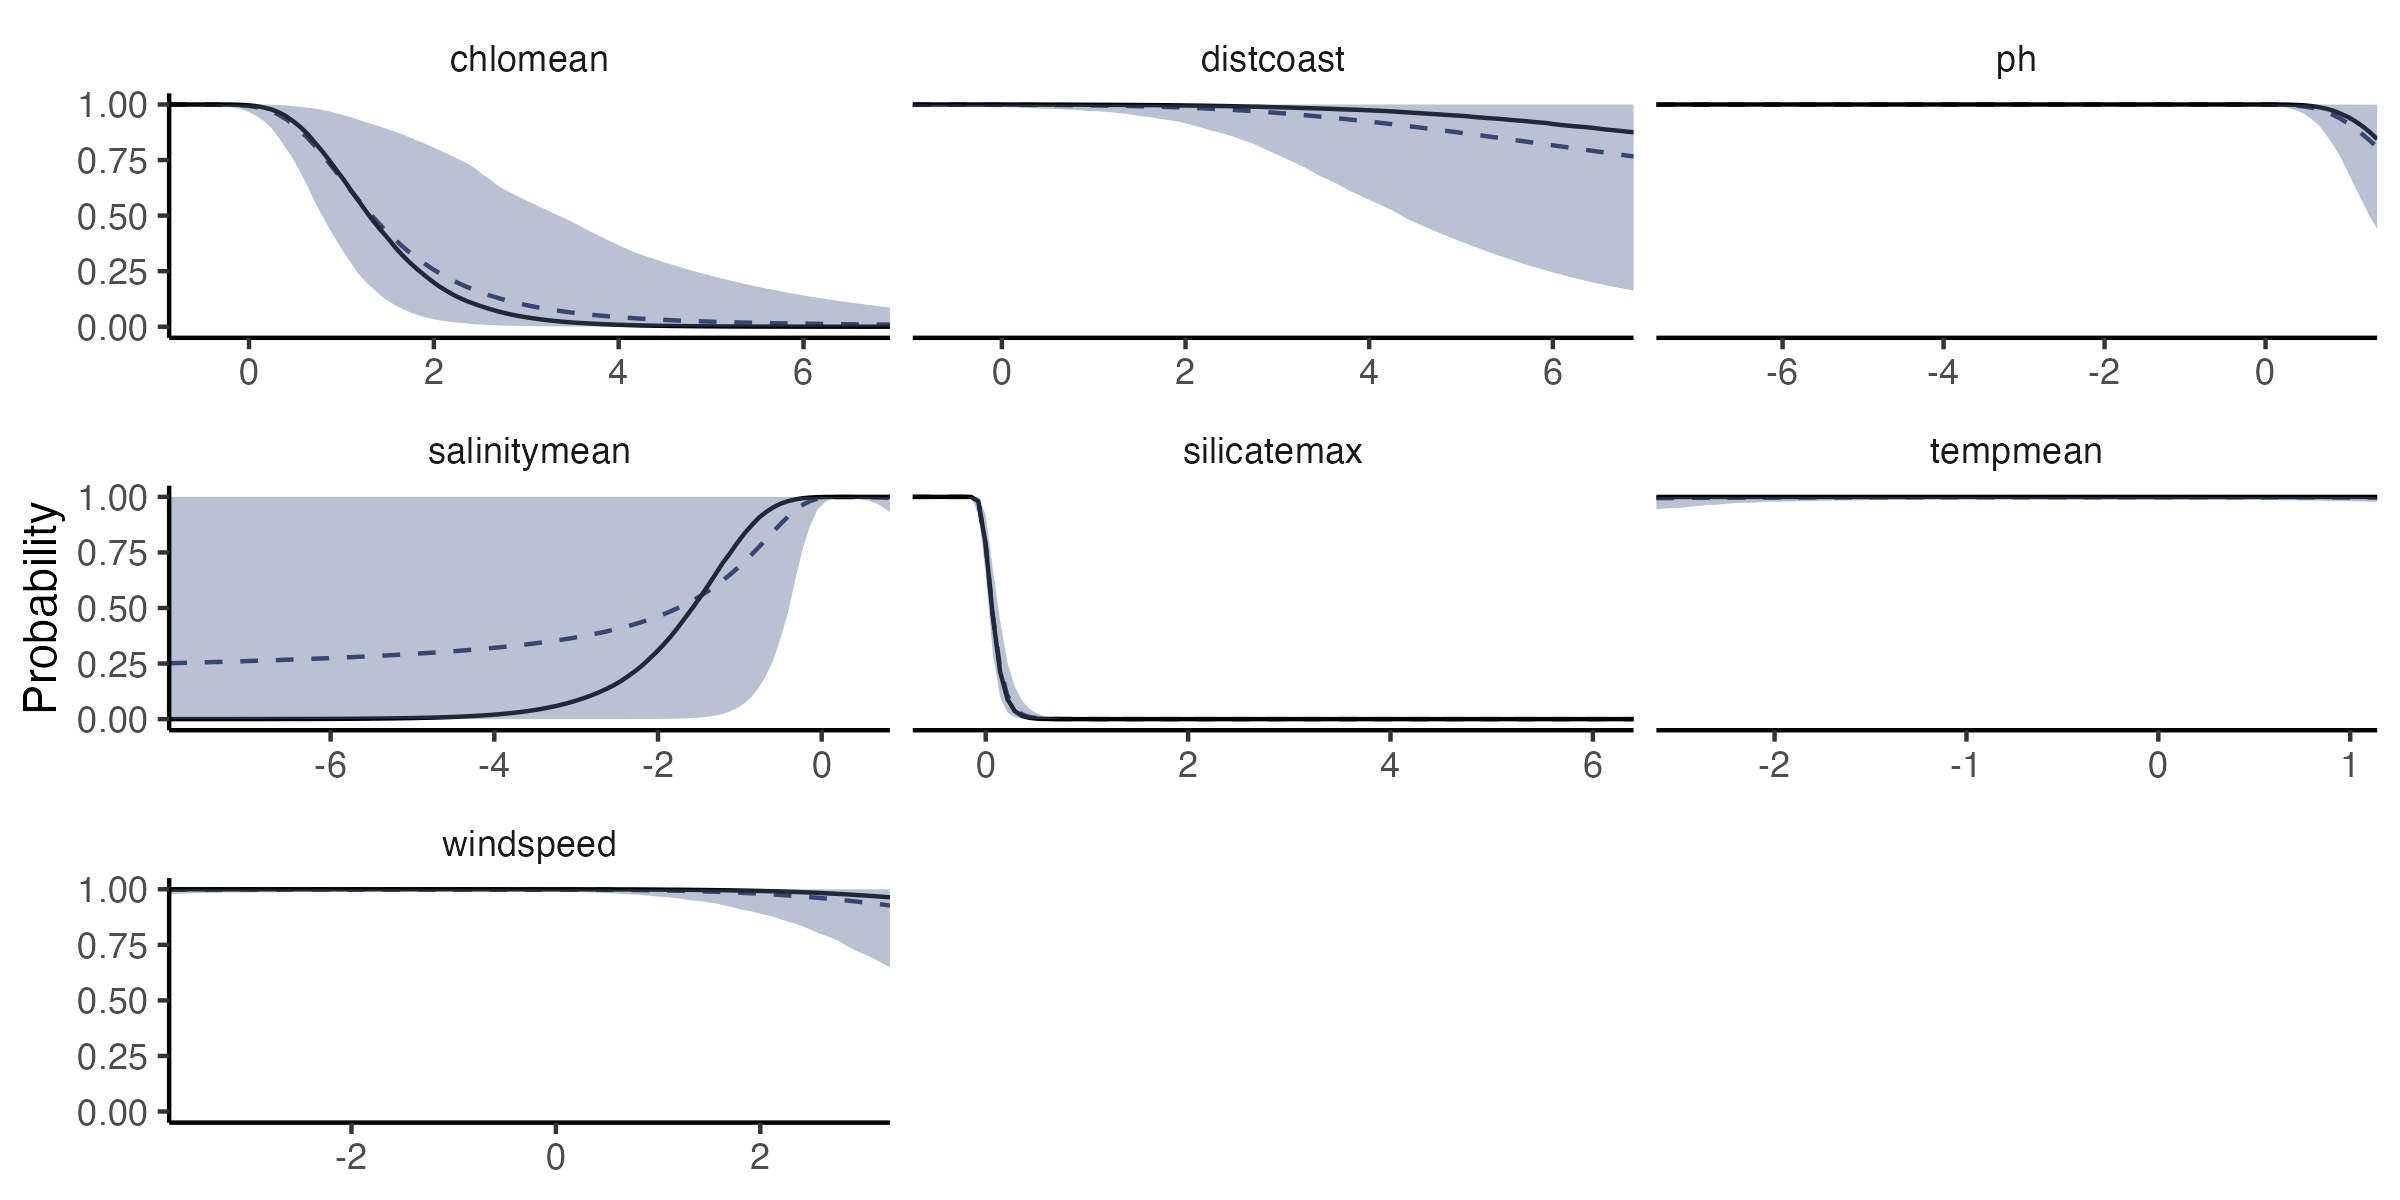 chlomean distcoast ph
1.00
0.75
0.50
0.25
0.00
0 2 4 6 0 2 4 6 -6 -4 -2 0
salinitymean silicatemax tempmean
Probability
1.00
0.75
0.50
0.25
0.00
-6 -4 -2 0 0 2 4 6 -2 -1 0 1
windspeed
1.00
0.75
0.50
0.25
0.00
-2 0 2